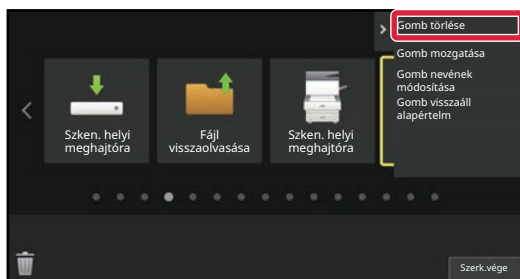 Gomb törlése
Gomb mozgatása
Gomb nevének
módosítása
Gomb visszaáll
alapértelm
Szken. helyi
meghajtóra
Fájl
visszaolvasása
Szken. helyi
meghajtóra
Szerk.vége